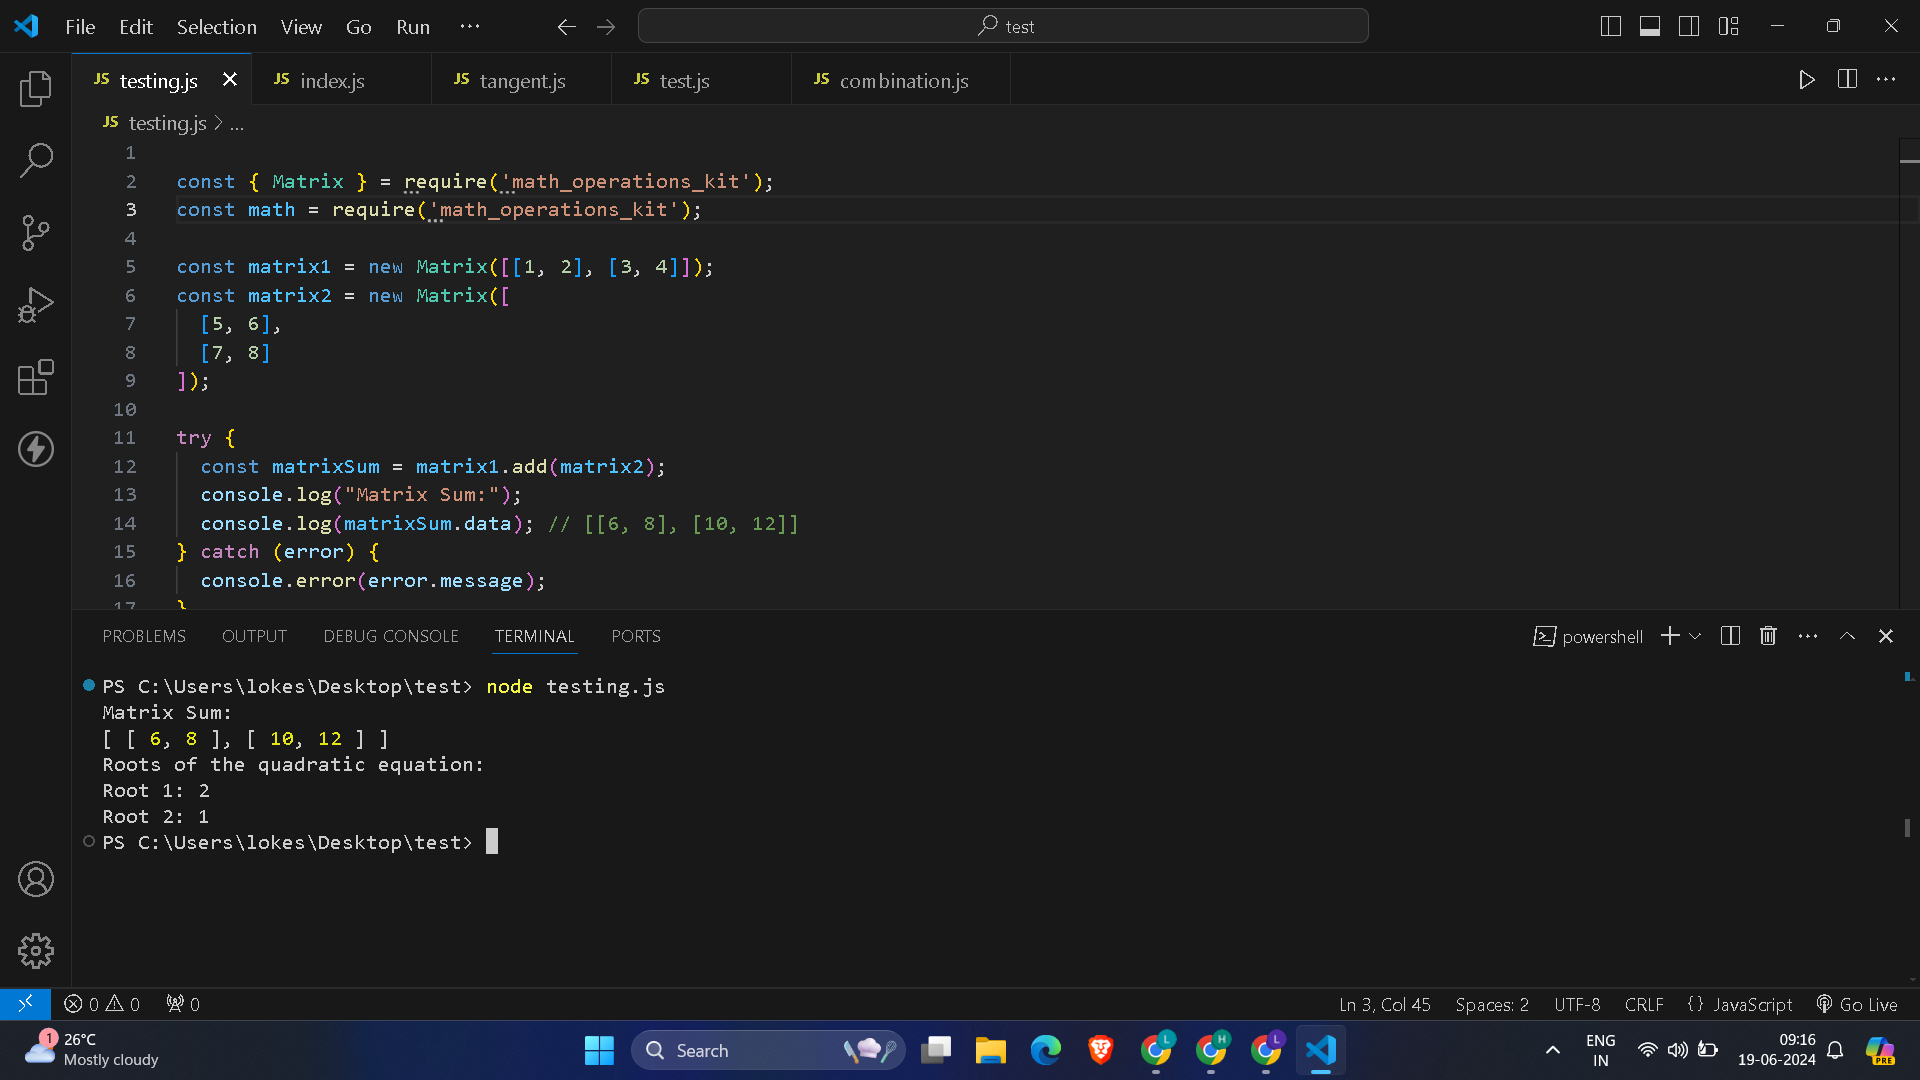 File Edit Selection View Go Run ···
test
JS testing.js JS index.js JS tangent.js JS test.js JS combination.js
JS testing.js > ...
1
2 const { Matrix } = require('math_operations_kit');
3 const math = require('math_operations_kit');
4
5 const matrix1 = new Matrix([[1, 2], [3, 4]]);
6 const matrix2 = new Matrix([
7 [5, 6],
8 [7, 8]
9 ]);
10
11 try {
12 const matrixSum = matrix1.add(matrix2);
13 console.log("Matrix Sum:");
14 console.log(matrixSum.data); // [[6, 8], [10, 12]]
15 } catch (error) {
16 console.error(error.message);
17 }
PROBLEMS OUTPUT DEBUG CONSOLE TERMINAL PORTS powershell
PS C:\Users\lokes\Desktop\test> node testing.js
Matrix Sum:
[ [ 6, 8 ], [ 10, 12 ] ]
Roots of the quadratic equation:
Root 1: 2
Root 2: 1
PS C:\Users\lokes\Desktop\test>
0 0 0 Ln 3, Col 45 Spaces: 2 UTF-8 CRLF {} JavaScript Go Live
1 26°C
Mostly cloudy
Search
L H L
ENG
IN
09:16
19-06-2024
PRE